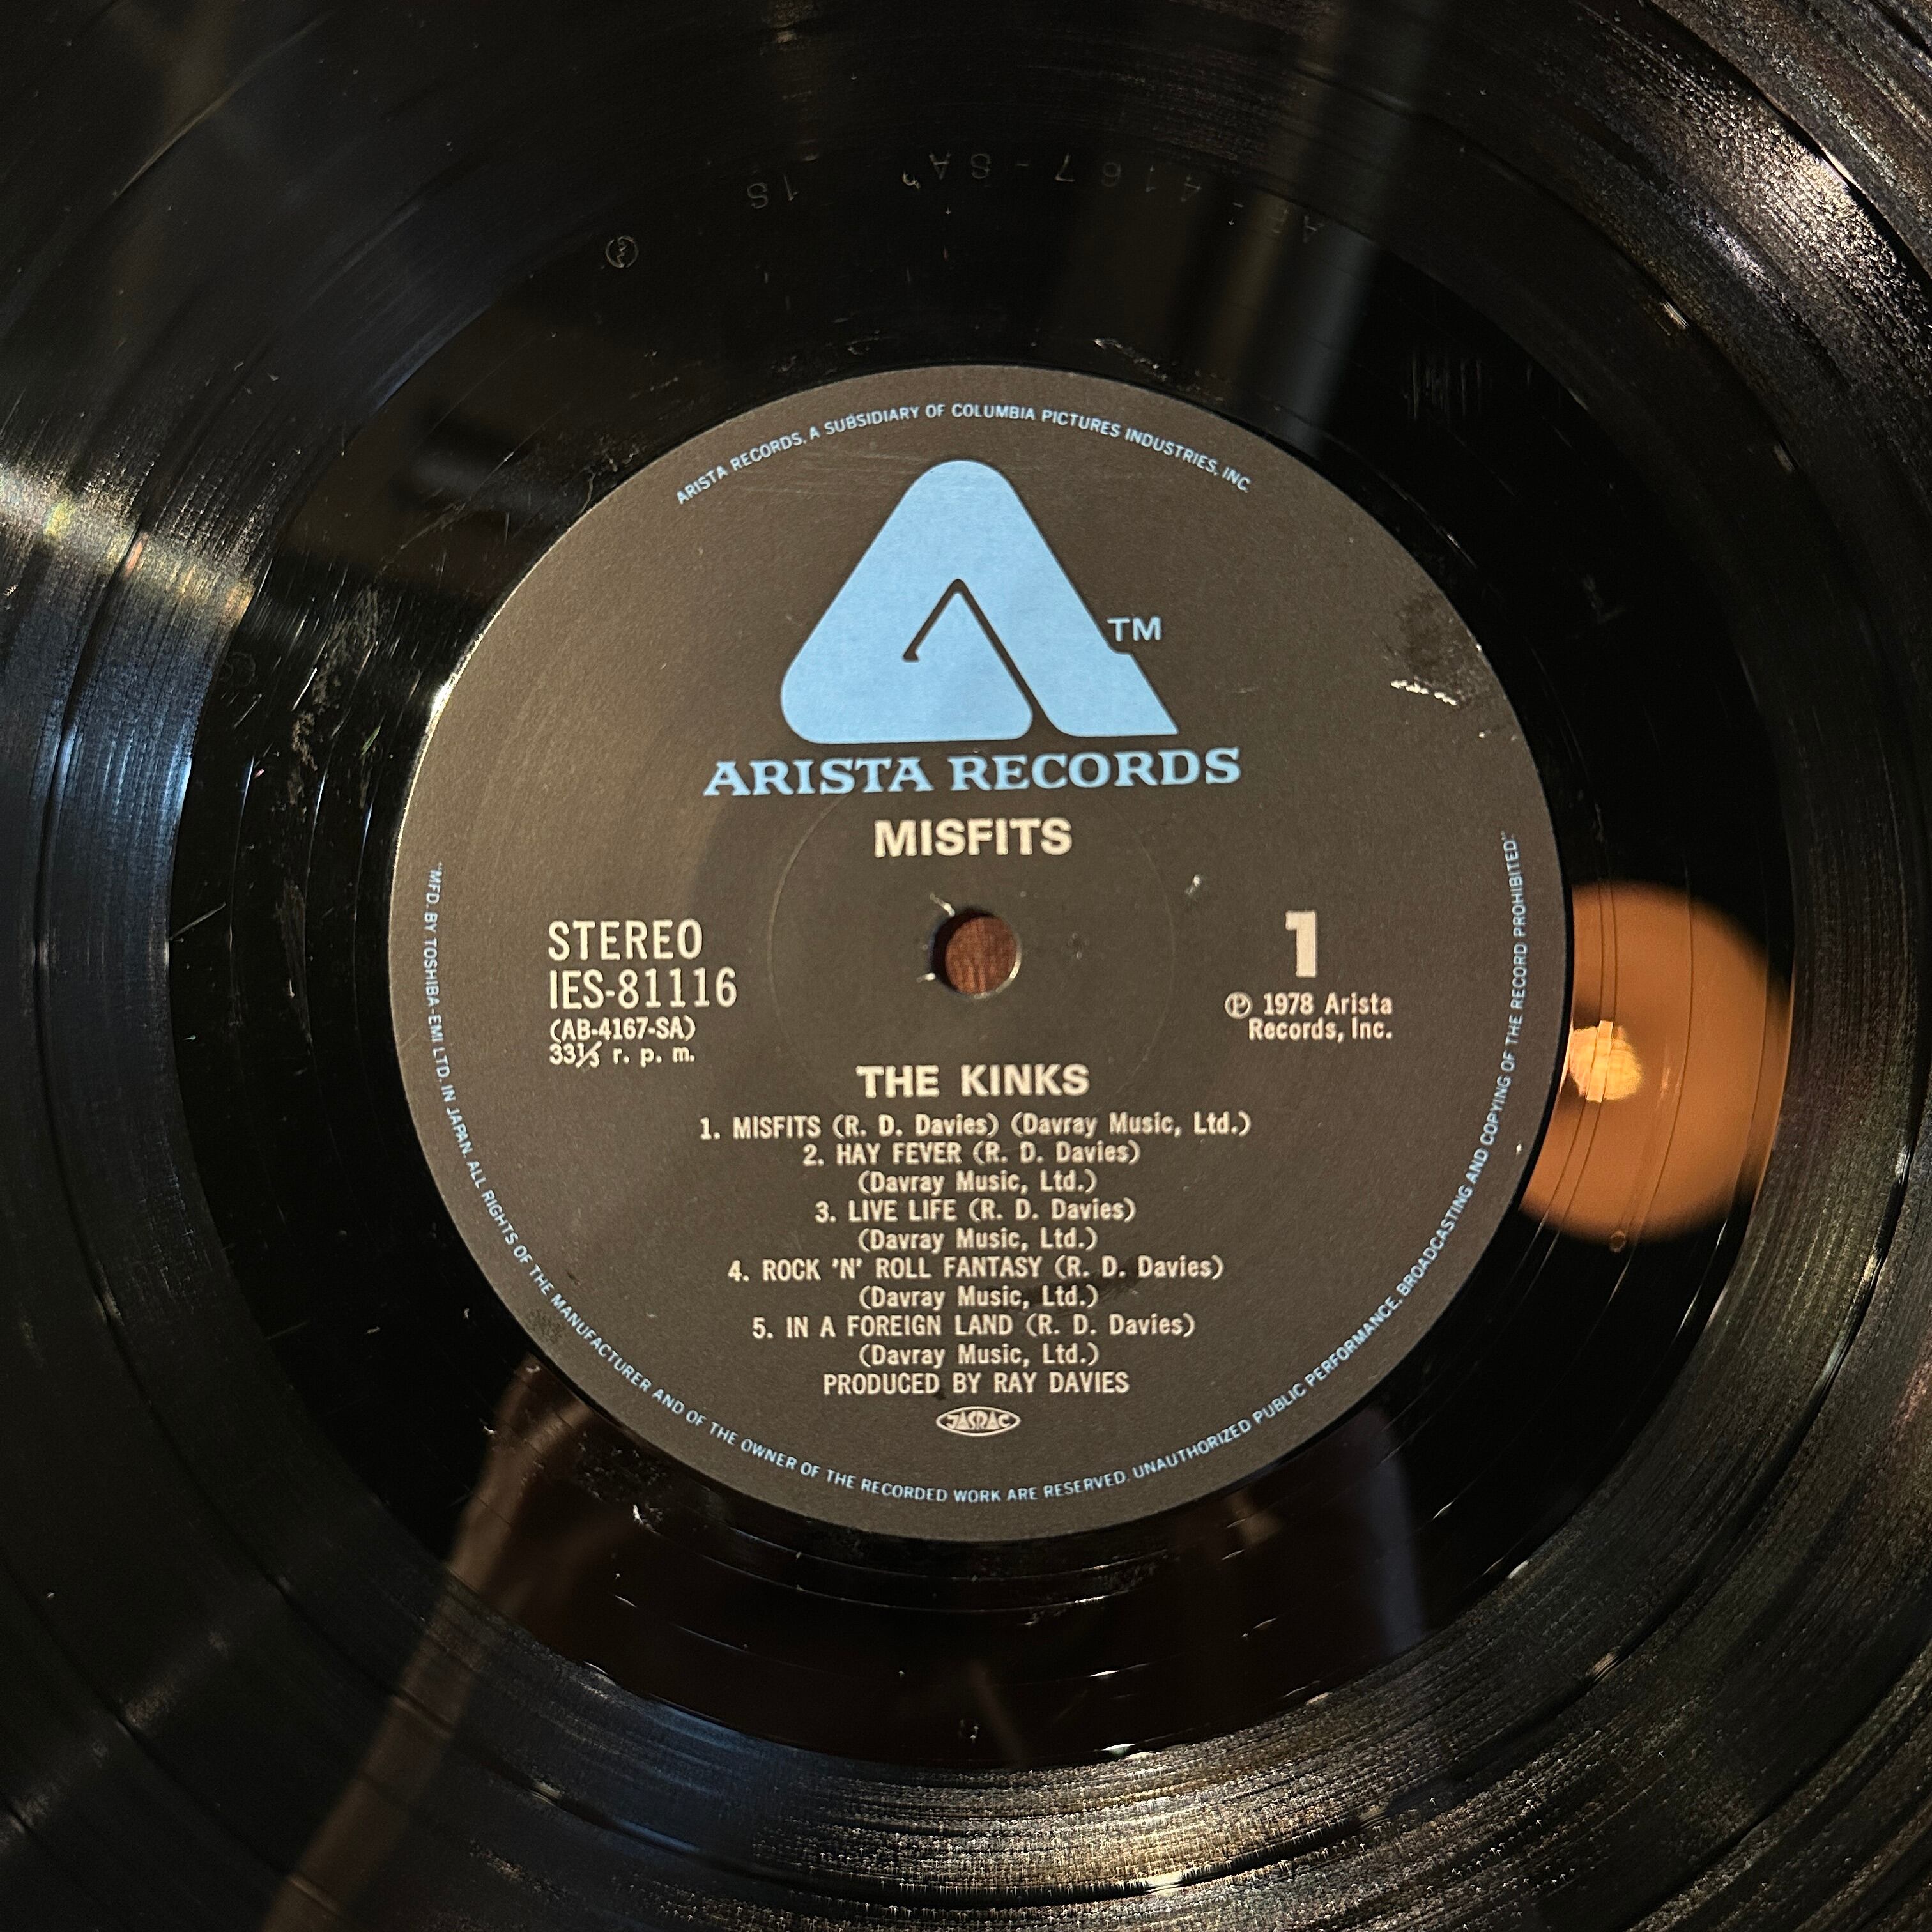 4167-SA
1S
ARISTA RECORDS, A SUBSIDIARY OF COLUMBIA PICTURES INDUSTRIES, INC.
TM
ARISTA RECORDS
MISFITS
STEREO
IES-81116
(AB-4167-SA)
33⅓ r. p. m.
1
Ⓟ 1978 Arista
Records, Inc.
THE KINKS
1. MISFITS (R. D. Davies) (Davray Music, Ltd.)
2. HAY FEVER (R. D. Davies)
(Davray Music, Ltd.)
3. LIVE LIFE (R. D. Davies)
(Davray Music, Ltd.)
4. ROCK 'N' ROLL FANTASY (R. D. Davies)
(Davray Music, Ltd.)
5. IN A FOREIGN LAND (R. D. Davies)
(Davray Music, Ltd.)
PRODUCED BY RAY DAVIES
JASRAC
"MFD. BY TOSHIBA-EMI LTD. IN JAPAN. ALL RIGHTS OF THE MANUFACTURER AND OF THE OWNER OF THE RECORDED WORK ARE RESERVED. UNAUTHORIZED PUBLIC PERFORMANCE, BROADCASTING AND COPYING OF THE RECORD PROHIBITED"